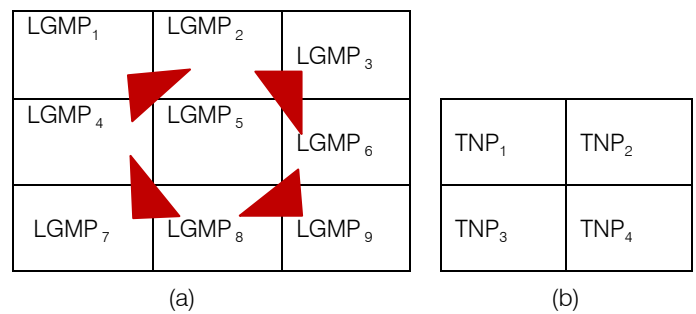 LGMP₁ LGMP₂ LGMP₃
LGMP₄ LGMP₅ LGMP₆
LGMP₇ LGMP₈ LGMP₉
(a)
TNP₁ TNP₂
TNP₃ TNP₄
(b)